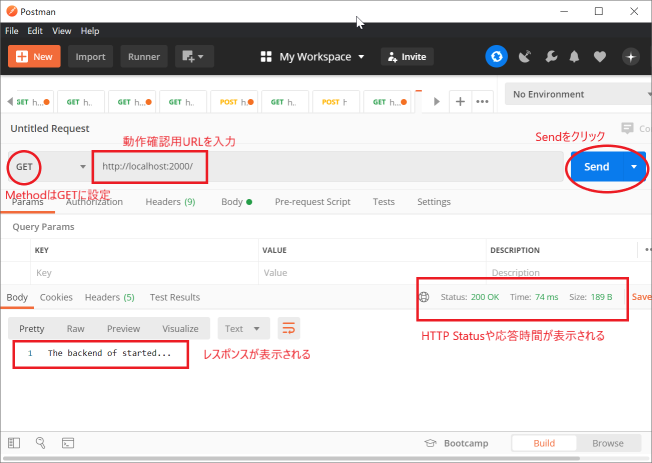 Postman
File Edit View Help
New Import Runner My Workspace Invite
GET h... GET h.. GET h... GET h.. POST h... GET h.. POST h GET h... No Environment
Untitled Request
動作確認用URLを入力
Sendをクリック
GET http://localhost:2000/ Send
MethodはGETに設定
Params Authorization Headers (9) Body Pre-request Script Tests Settings
Query Params
KEY VALUE DESCRIPTION
Key Value Description
Body Cookies Headers (5) Test Results Status: 200 OK Time: 74 ms Size: 189 B Save
Pretty Raw Preview Visualize Text
HTTP Statusや応答時間が表示される
1 The backend of started...
レスポンスが表示される
Bootcamp Build Browse